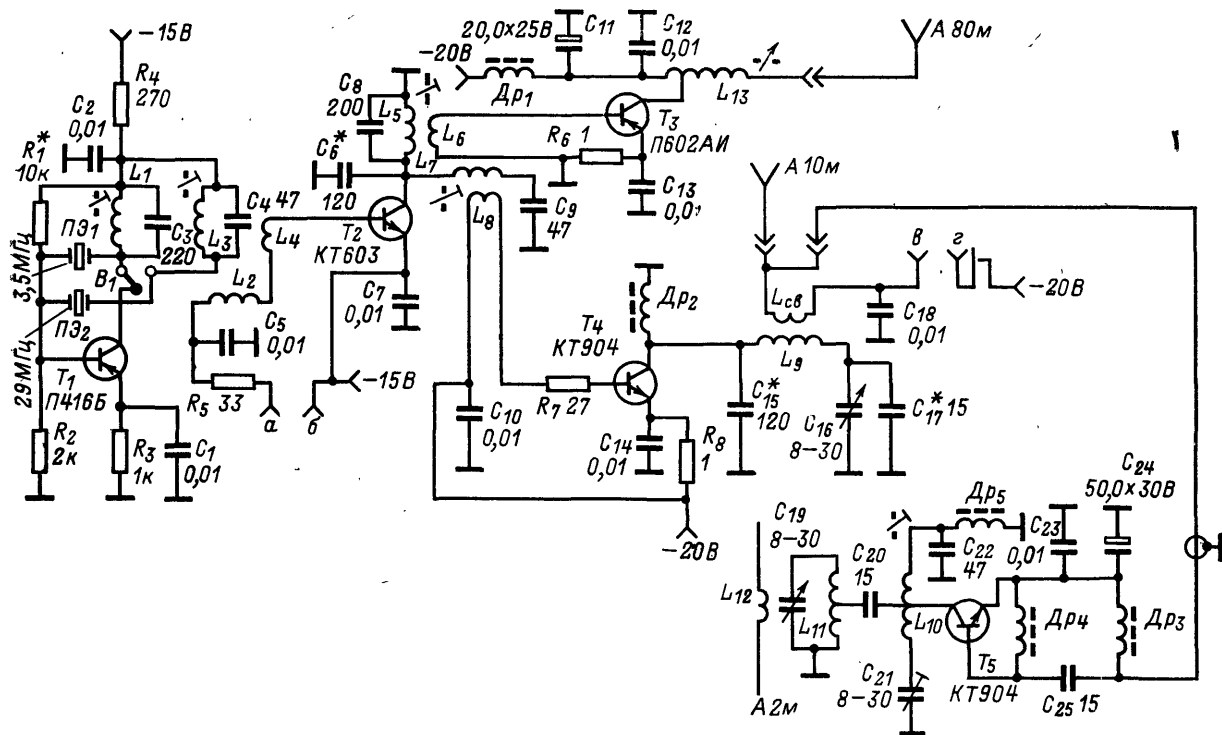 -15В
R4
270
C2
0,01
R1*
10к
L1
C3
220
L3
C4 47
ПЭ1
3,5МГц
В1
ПЭ2
29МГц
T1
П416Б
R2
2к
R3
1к
C1
0,01
L2
C5
0,01
R5 33
а
б
L4
-15В
C6*
120
C8
200
L5
L7
L6
T2
КТ603
C7
0,01
L8
C9
47
-20В
Др1
20,0×25В
C11
C12
0,01
L13
А 80м
T3
П602АИ
R6 1
C13
0,01
C10
0,01
R7 27
T4
КТ904
Др2
C14
0,01
R8
1
-20В
C15*
120
L9
C16
8-30
C17* 15
А 10м
Lсв
C18
0,01
в
г
-20В
L12
А2м
C19
8-30
L11
C20
15
L10
C21
8-30
C22
47
Др5
T5
КТ904
C23
0,01
C24
50,0×30В
Др4
Др3
C25 15